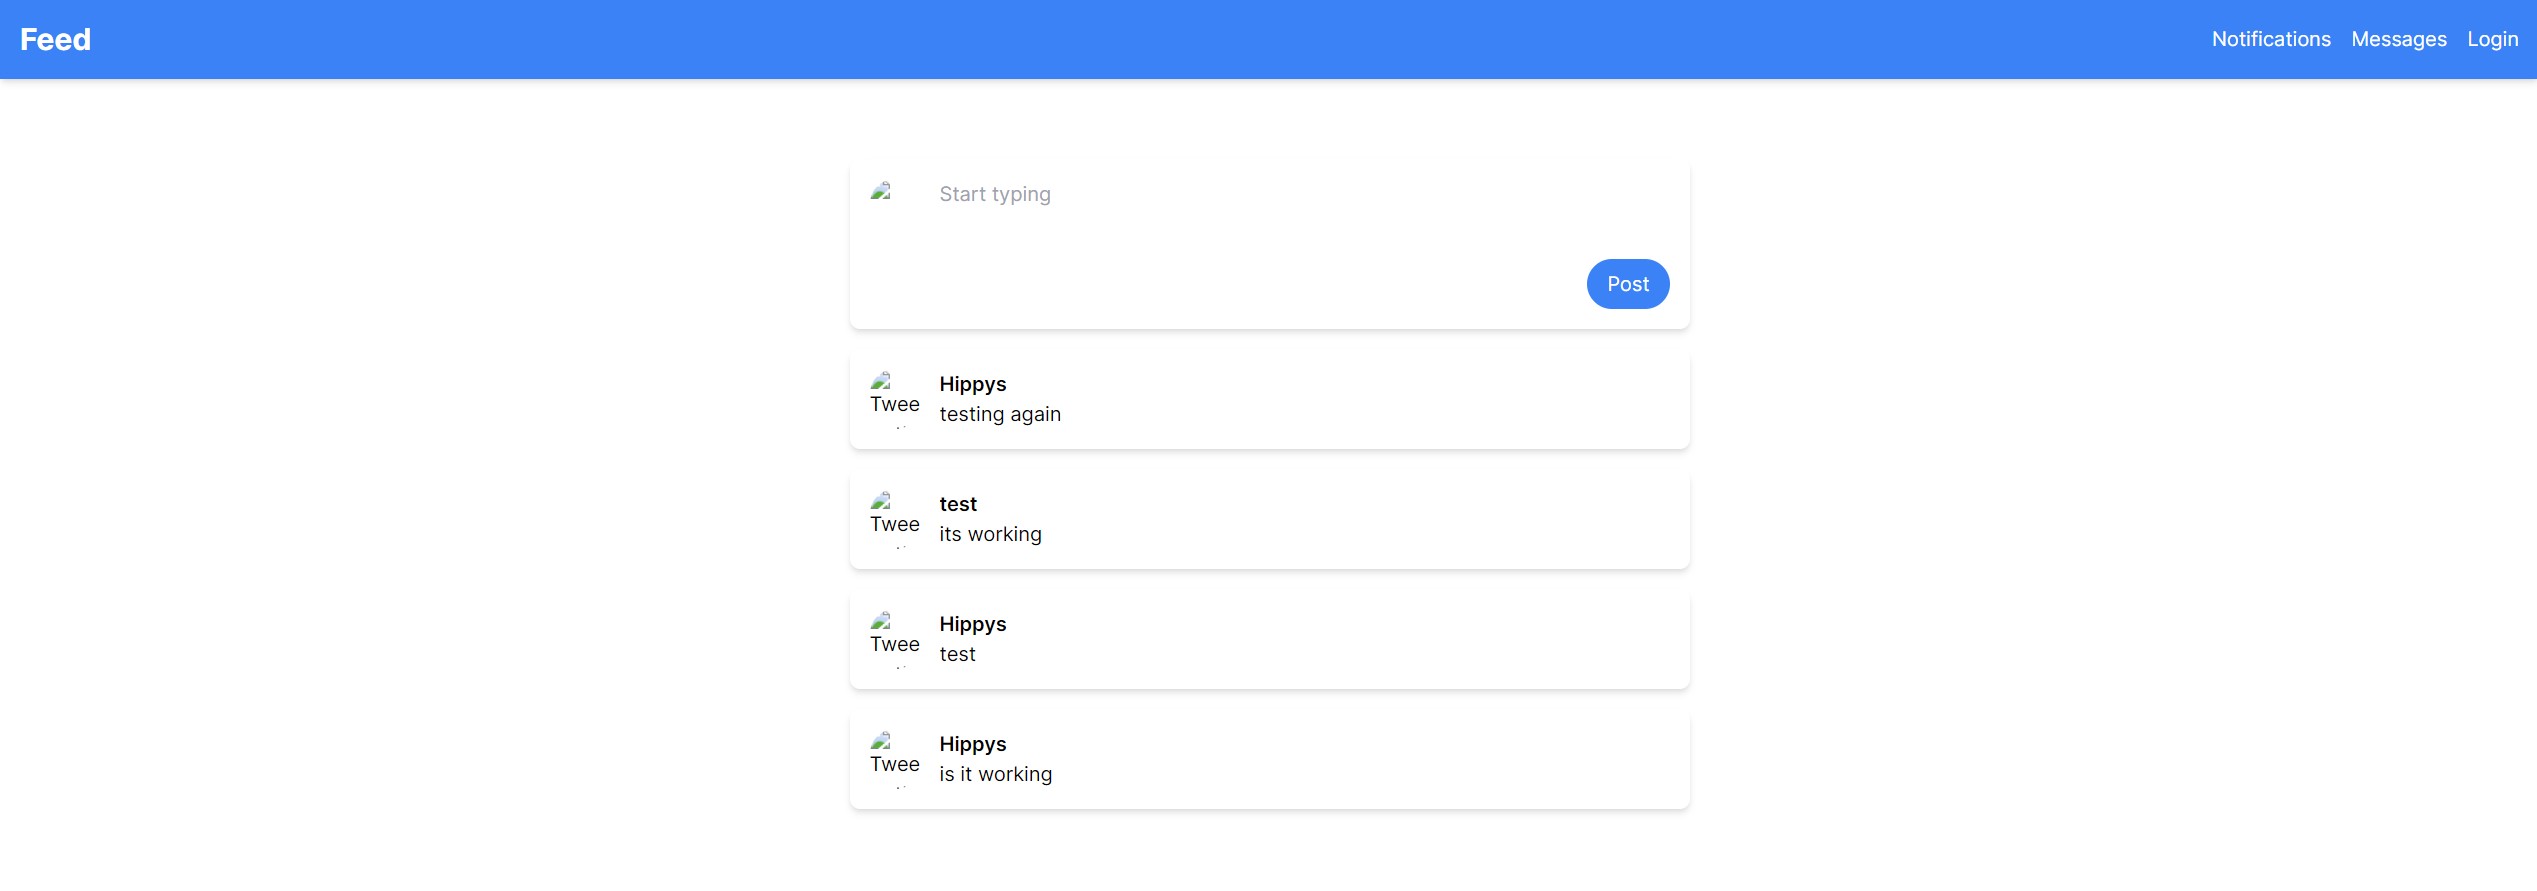 Feed
Notifications Messages Login
Start typing
Post
Hippys
Twee
testing again
test
Twee
its working
Hippys
Twee
test
Hippys
Twee
is it working